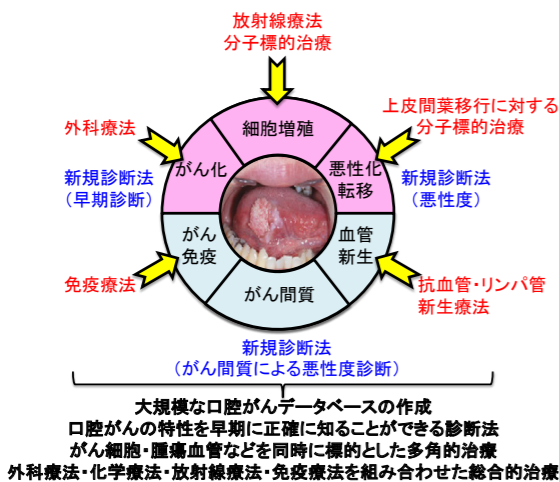 放射線療法
分子標的治療
上皮間葉移行に対する
分子標的治療
外科療法
細胞増殖
がん化
悪性化
転移
新規診断法
(早期診断)
新規診断法
(悪性度)
がん
免疫
血管
新生
がん間質
免疫療法
抗血管・リンパ管
新生療法
新規診断法
(がん間質による悪性度診断)
大規模な口腔がんデータベースの作成
口腔がんの特性を早期に正確に知ることができる診断法
がん細胞・腫瘍血管などを同時に標的とした多角的治療
外科療法・化学療法・放射線療法・免疫療法を組み合わせた総合的治療